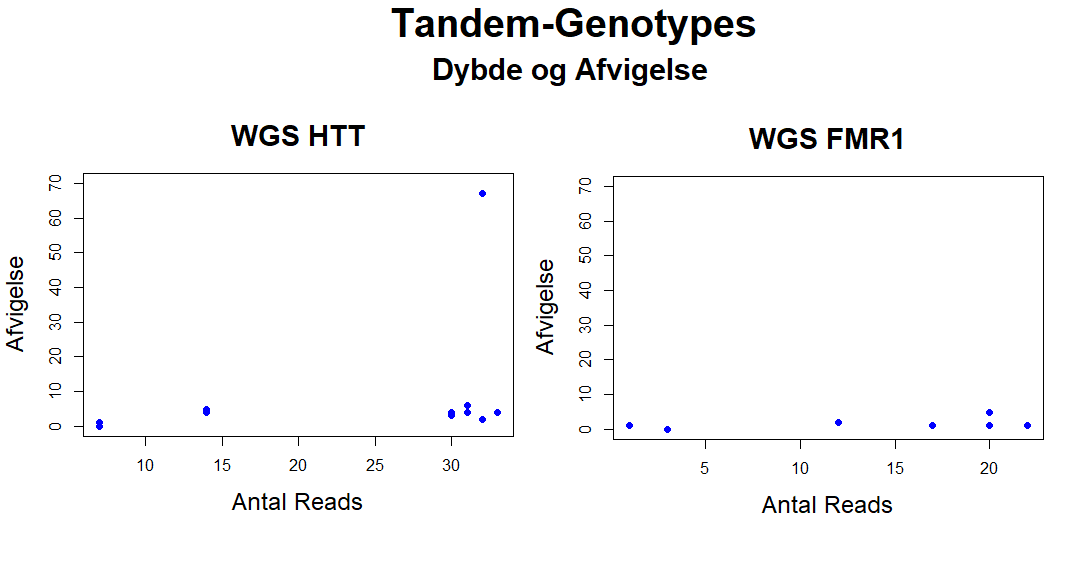 Tandem-Genotypes
Dybde og Afvigelse
WGS HTT
70
60
50
40
30
20
10
0
Afvigelse
10 15 20 25 30
Antal Reads
WGS FMR1
70
60
50
40
30
20
10
0
Afvigelse
5 10 15 20
Antal Reads